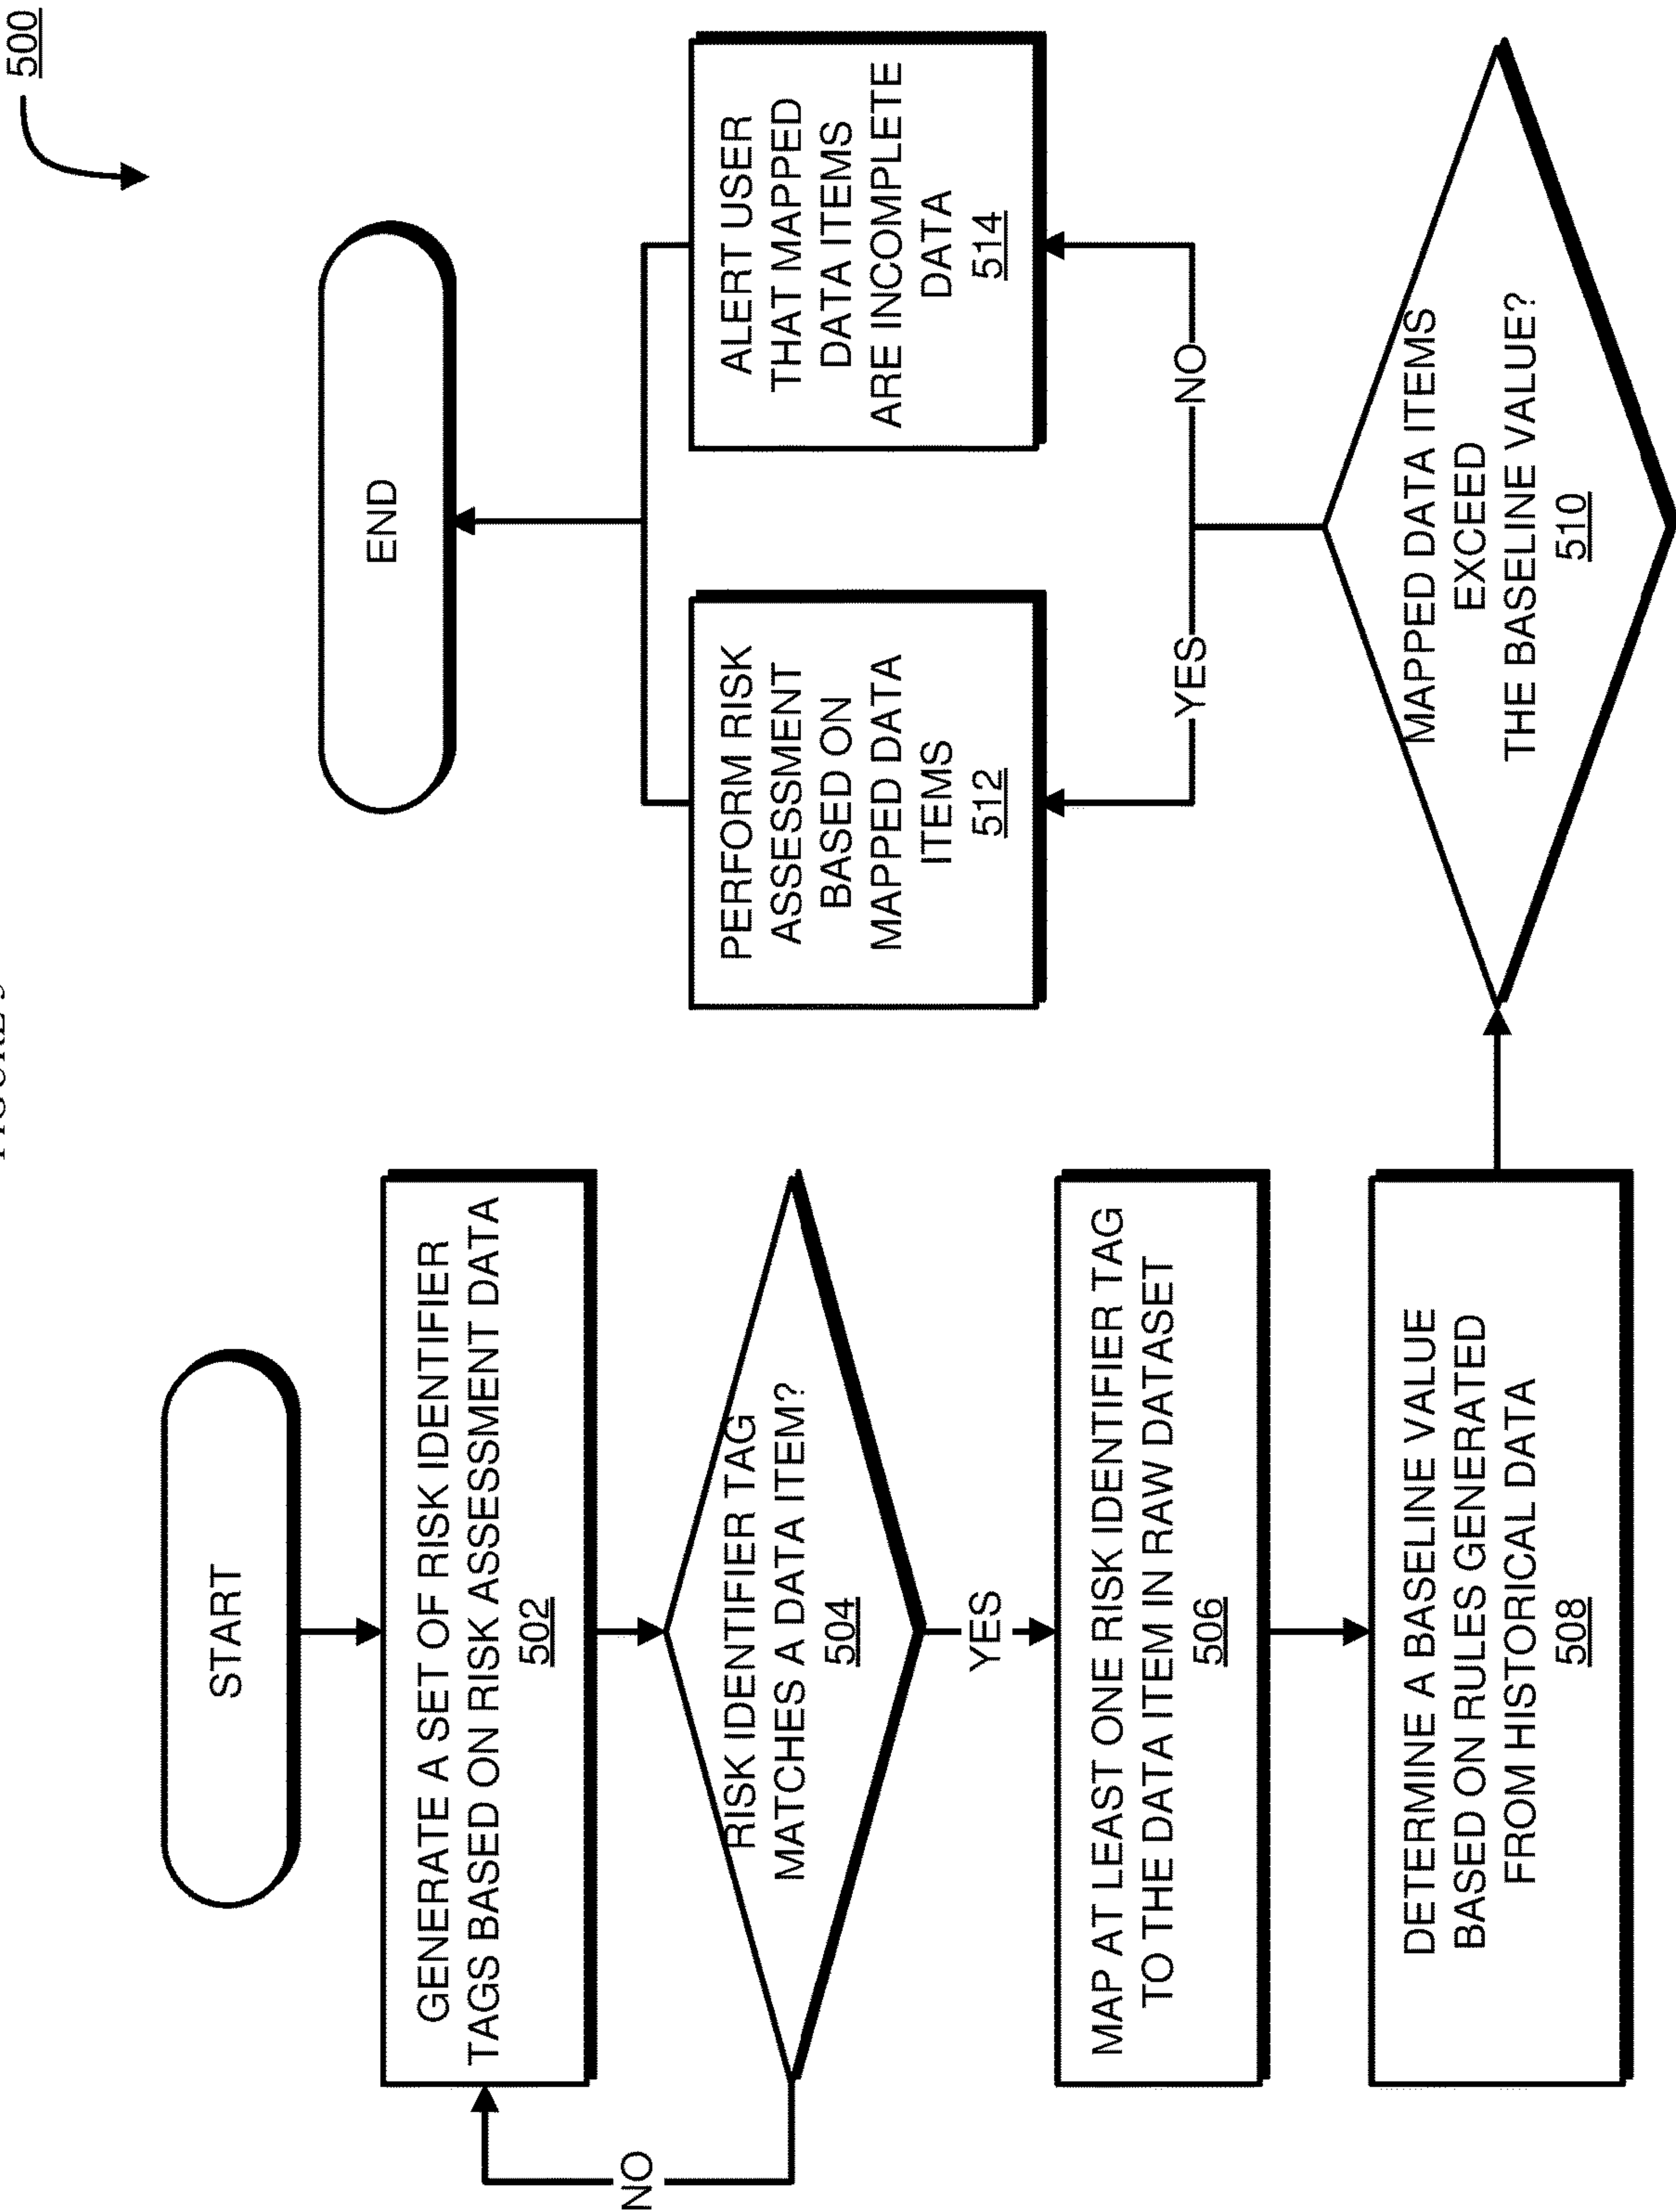 500
START
GENERATE A SET OF RISK IDENTIFIER
TAGS BASED ON RISK ASSESSMENT DATA
502
RISK IDENTIFIER TAG
MATCHES A DATA ITEM?
504
NO
YES
MAP AT LEAST ONE RISK IDENTIFIER TAG
TO THE DATA ITEM IN RAW DATASET
506
DETERMINE A BASELINE VALUE
BASED ON RULES GENERATED
FROM HISTORICAL DATA
508
MAPPED DATA ITEMS
EXCEED
THE BASELINE VALUE?
510
YES
NO
PERFORM RISK
ASSESSMENT
BASED ON
MAPPED DATA
ITEMS
512
ALERT USER
THAT MAPPED
DATA ITEMS
ARE INCOMPLETE
DATA
514
END